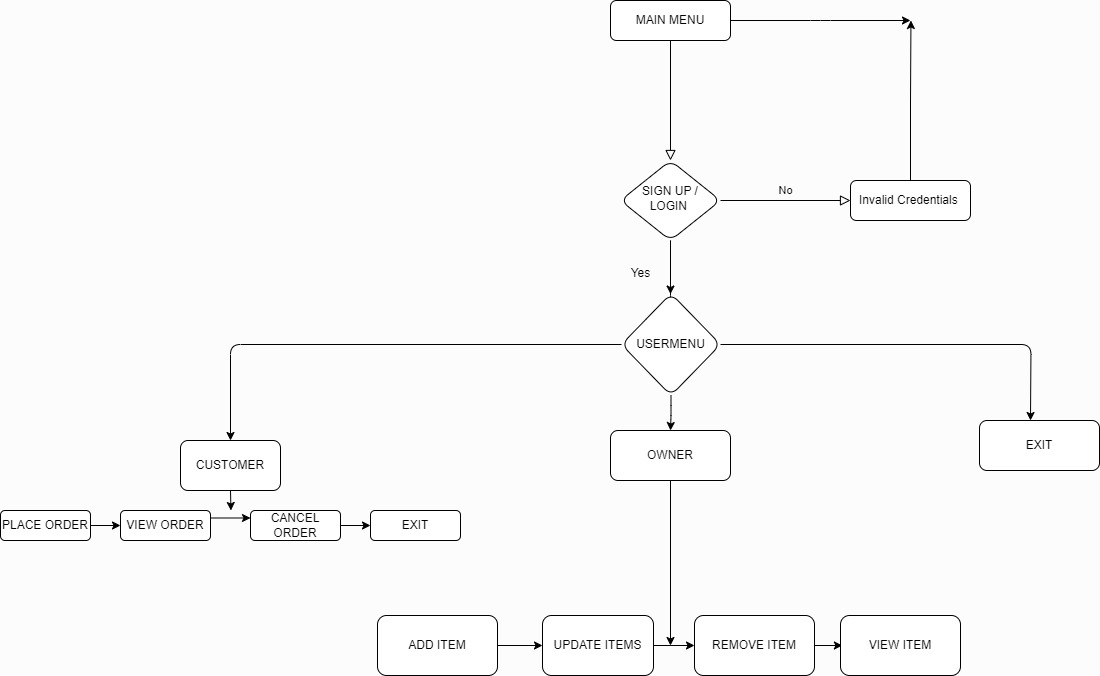 MAIN MENU
SIGN UP /
LOGIN
No
Invalid Credentials
Yes
USERMENU
CUSTOMER
OWNER
EXIT
PLACE ORDER
VIEW ORDER
CANCEL
ORDER
EXIT
ADD ITEM
UPDATE ITEMS
REMOVE ITEM
VIEW ITEM